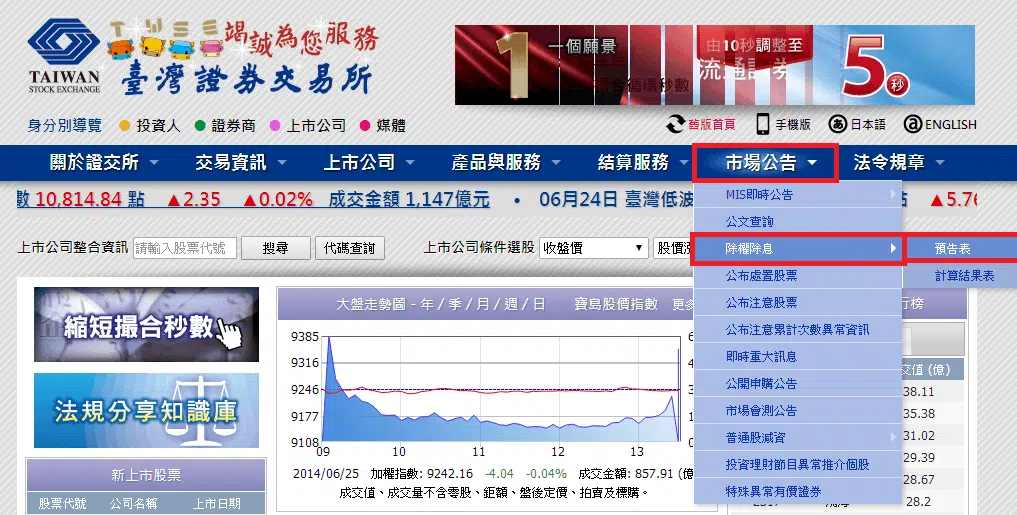 TWSE竭誠為您服務
臺灣證券交易所
TAIWAN
STOCK EXCHANGE
1 一個願景
由10秒調整至
流通證券
合循環秒數
5秒
身分別導覽 投資人 證券商 上市公司 媒體
舊版首頁 手機版 日本語 ENGLISH
關於證交所 交易資訊 上市公司 產品與服務 結算服務 市場公告 法令規章
數 10,814.84 點 ▲2.35 ▲0.02% 成交金額 1,147億元 • 06月24日 臺灣低波 點 ▲5.76
上市公司整合資訊 請輸入股票代號 搜尋 代碼查詢 上市公司條件選股 收盤價 股價漲
MIS即時公告
公文查詢
除權除息 預告表
計算結果表
公布處置股票
公布注意股票
公布注意累計次數異常資訊
即時重大訊息
公開申購公告
市場會測公告
普通股減資
投資理財節目異常推介個股
特殊異常有價證券
縮短撮合秒數
法規分享知識庫
新上市股票
股票代號 公司名稱 上市日期
大盤走勢圖 - 年 / 季 / 月 / 週 / 日 寶島股價指數 更多
9385
9316
9246
9177
9108
09 10 11 12 13
2014/06/25 加權指數: 9242.16 -4.04 -0.04% 成交金額: 857.91 (億
成交值、成交量不含零股、鉅額、盤後定價、拍賣及標購。
行榜
交值 (億)
38.11
35.38
31.02
29.39
28.67
28.2